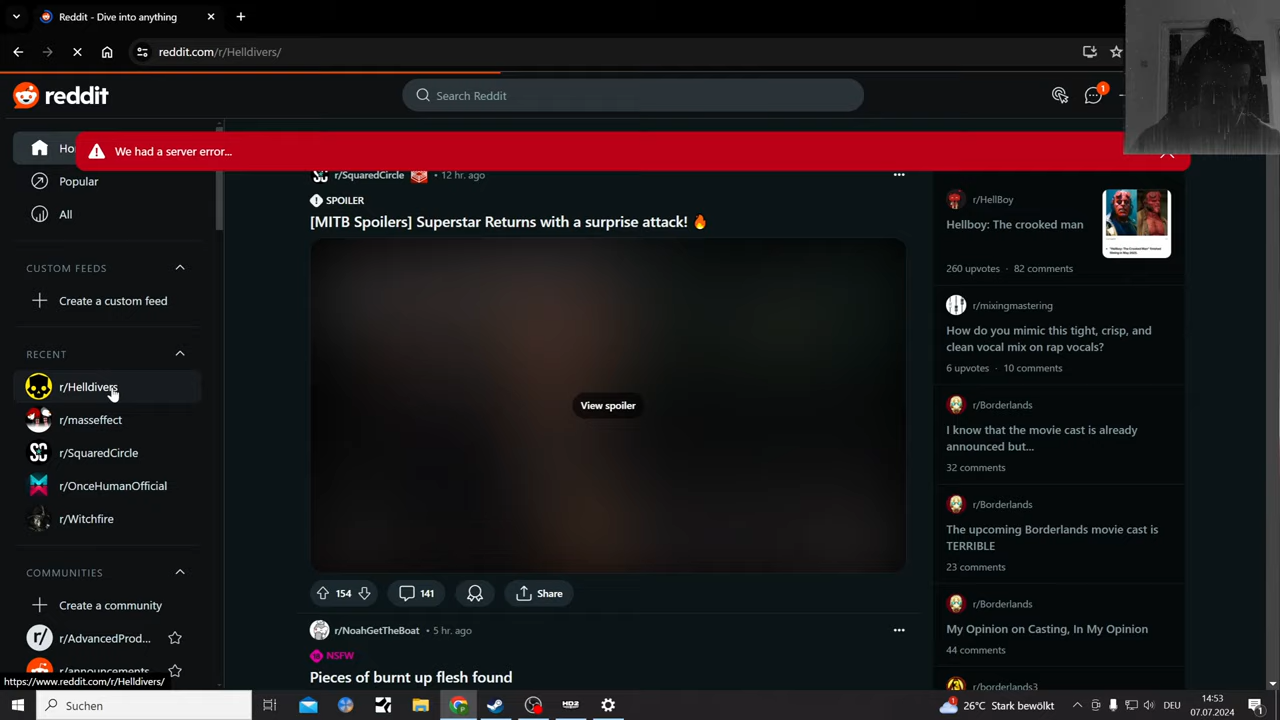 Reddit - Dive into anything
reddit.com/r/Helldivers/
reddit
Search Reddit
1
We had a server error...
Popular
All
CUSTOM FEEDS
Create a custom feed
RECENT
r/Helldivers
r/masseffect
r/SquaredCircle
r/OnceHumanOfficial
r/Witchfire
COMMUNITIES
Create a community
r/AdvancedProd...
r/announcements
https://www.reddit.com/r/Helldivers/
r/SquaredCircle • 12 hr. ago
SPOILER
[MITB Spoilers] Superstar Returns with a surprise attack!
View spoiler
154
141
Share
r/NoahGetTheBoat • 5 hr. ago
NSFW
Pieces of burnt up flesh found
r/HellBoy
Hellboy: The crooked man
260 upvotes · 82 comments
r/mixingmastering
How do you mimic this tight, crisp, and
clean vocal mix on rap vocals?
6 upvotes · 10 comments
r/Borderlands
I know that the movie cast is already
announced but...
32 comments
r/Borderlands
The upcoming Borderlands movie cast is
TERRIBLE
23 comments
r/Borderlands
My Opinion on Casting, In My Opinion
44 comments
r/borderlands3
Suchen
HD2
26°C Stark bewölkt
DEU
14:53
07.07.2024
1